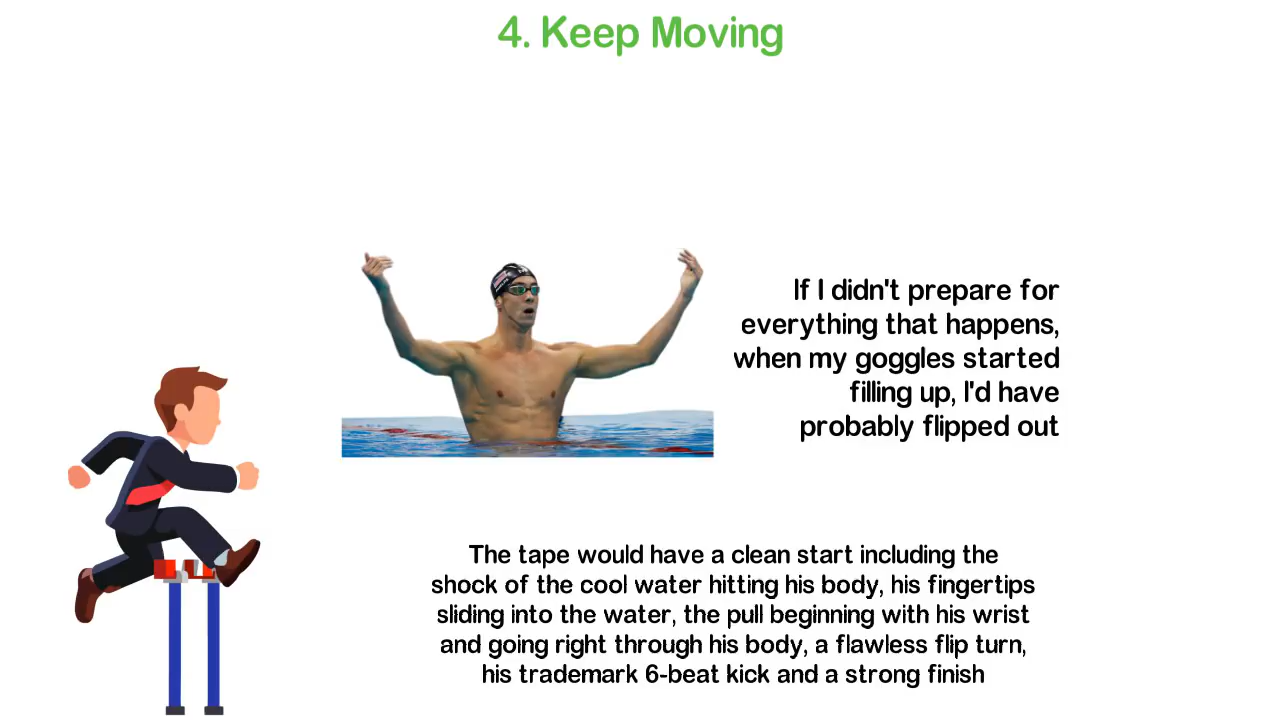 4. Keep Moving
If I didn't prepare for
everything that happens,
when my goggles started
filling up, I'd have
probably flipped out
The tape would have a clean start including the
shock of the cool water hitting his body, his fingertips
sliding into the water, the pull beginning with his wrist
and going right through his body, a flawless flip turn,
his trademark 6-beat kick and a strong finish